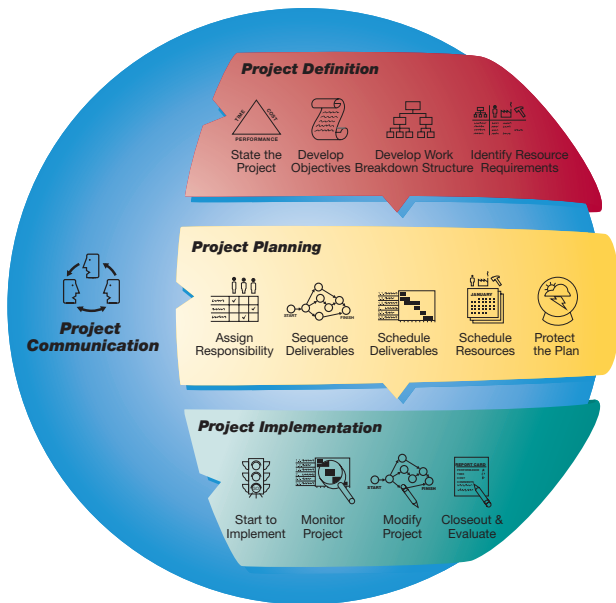 Project Definition
TIME
COST
PERFORMANCE
State the
Project
Develop
Objectives
Develop Work
Breakdown Structure
Identify Resource
Requirements
Project Planning
START
FINISH
JANUARY
Assign
Responsibility
Sequence
Deliverables
Schedule
Deliverables
Schedule
Resources
Protect
the Plan
Project
Communication
Project Implementation
START
FINISH
REPORT CARD
Start to
Implement
Monitor
Project
Modify
Project
Closeout &
Evaluate